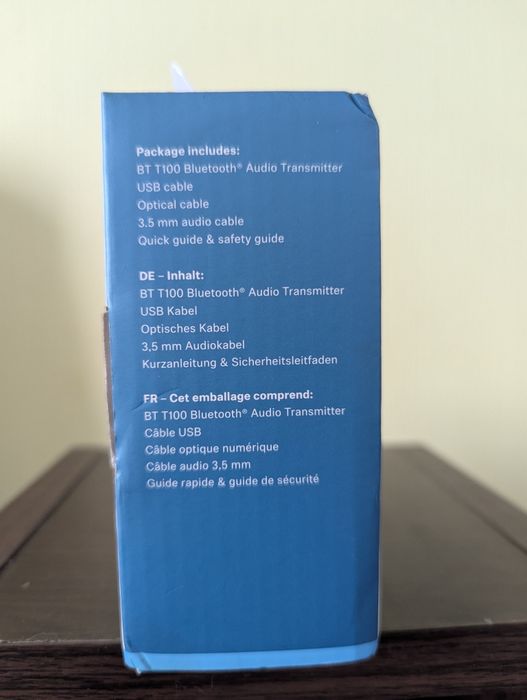 Package includes:
BT T100 Bluetooth® Audio Transmitter
USB cable
Optical cable
3.5 mm audio cable
Quick guide & safety guide
DE – Inhalt:
BT T100 Bluetooth® Audio Transmitter
USB Kabel
Optisches Kabel
3,5 mm Audiokabel
Kurzanleitung & Sicherheitsleitfaden
FR – Cet emballage comprend:
BT T100 Bluetooth® Audio Transmitter
Câble USB
Câble optique numérique
Câble audio 3,5 mm
Guide rapide & guide de sécurité